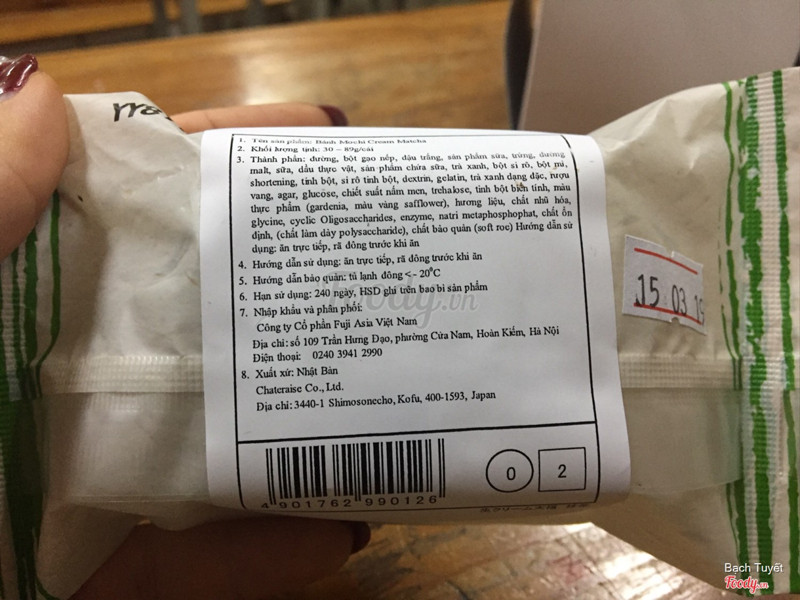 1. Tên sản phẩm: Bánh Mochi Cream Matcha
2. Khối lượng tịnh: 30 – 89g/cái
3. Thành phần: đường, bột gạo nếp, đậu trắng, sản phẩm sữa, trứng, đường
malt, sữa, dầu thực vật, sản phẩm chứa sữa, trà xanh, bột si rô, bột mì,
shortening, tinh bột, si rô tinh bột, dextrin, gelatin, trà xanh dạng đặc, rượu
vang, agar, glucose, chiết suất nấm men, trehalose, tinh bột biến tính, màu
thực phẩm (gardenia, màu vàng safflower), hương liệu, chất nhũ hóa,
glycine, cyclic Oligosaccharides, enzyme, natri metaphosphophat, chất ổn
định, (chất làm dày polysaccharide), chất bảo quản (soft roe) Hướng dẫn sử
dụng: ăn trực tiếp, rã đông trước khi ăn
4. Hướng dẫn sử dụng: ăn trực tiếp, rã đông trước khi ăn
5. Hướng dẫn bảo quản: tủ lạnh đông <- 20°C
6. Hạn sử dụng: 240 ngày, HSD ghi trên bao bì sản phẩm
7. Nhập khẩu và phân phối:
Công ty Cổ phần Fuji Asia Việt Nam
Địa chỉ: số 109 Trần Hưng Đạo, phường Cửa Nam, Hoàn Kiếm, Hà Nội
Điện thoại: 0240 3941 2990
8. Xuất xứ: Nhật Bản
Chateraise Co., Ltd.
Địa chỉ: 3440-1 Shimosonecho, Kofu, 400-1593, Japan
4 901762 990126
0 2
15 03 19
Foody.vn
Bạch Tuyết
Foody.vn